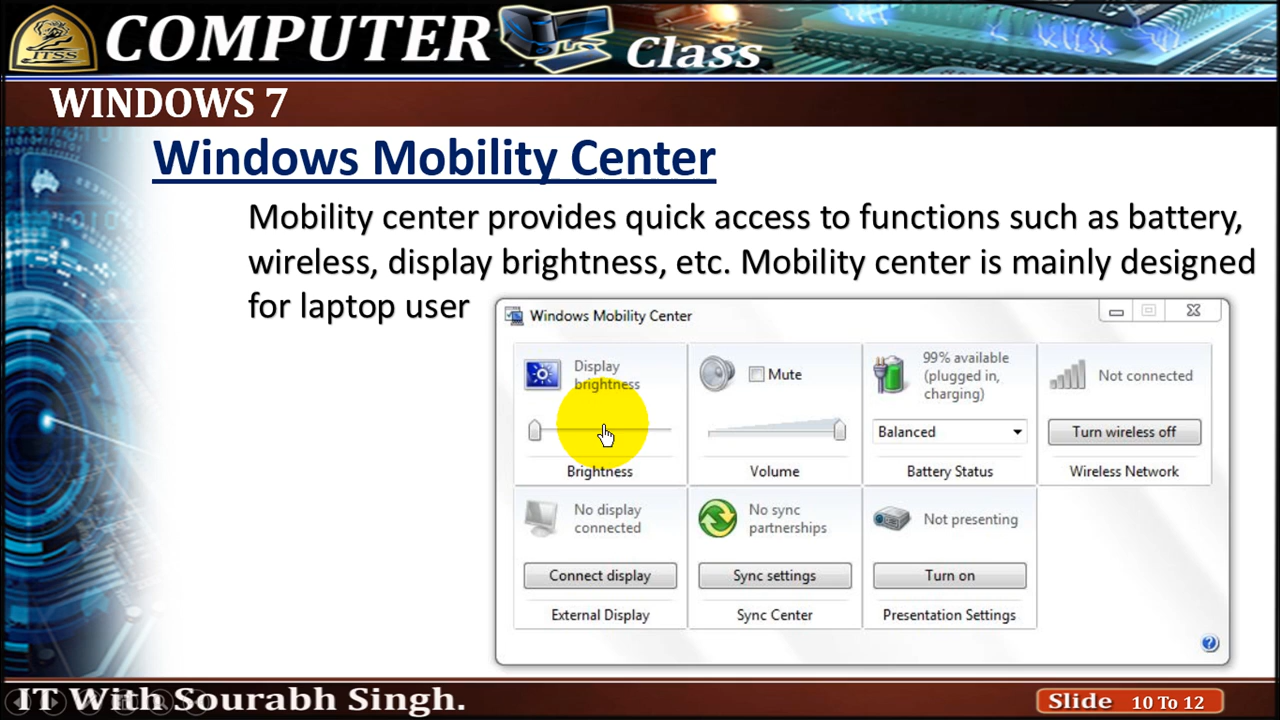 JTSS
COMPUTER
Class
WINDOWS 7
Windows Mobility Center
Mobility center provides quick access to functions such as battery,
wireless, display brightness, etc. Mobility center is mainly designed
for laptop user
Windows Mobility Center
Display
brightness
Brightness
Mute
Volume
99% available
(plugged in,
charging)
Balanced
Battery Status
Not connected
Turn wireless off
Wireless Network
No display
connected
Connect display
External Display
No sync
partnerships
Sync settings
Sync Center
Not presenting
Turn on
Presentation Settings
IT With Sourabh Singh.
Slide 10 To 12